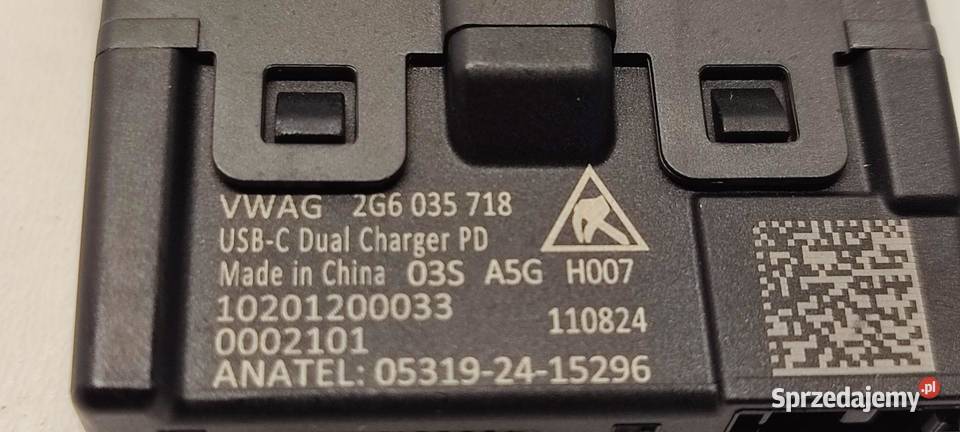 VWAG 2G6 035 718
USB-C Dual Charger PD
Made in China 03S A5G H007
10201200033
110824
0002101
ANATEL: 05319-24-15296
Sprzedajemy.pl